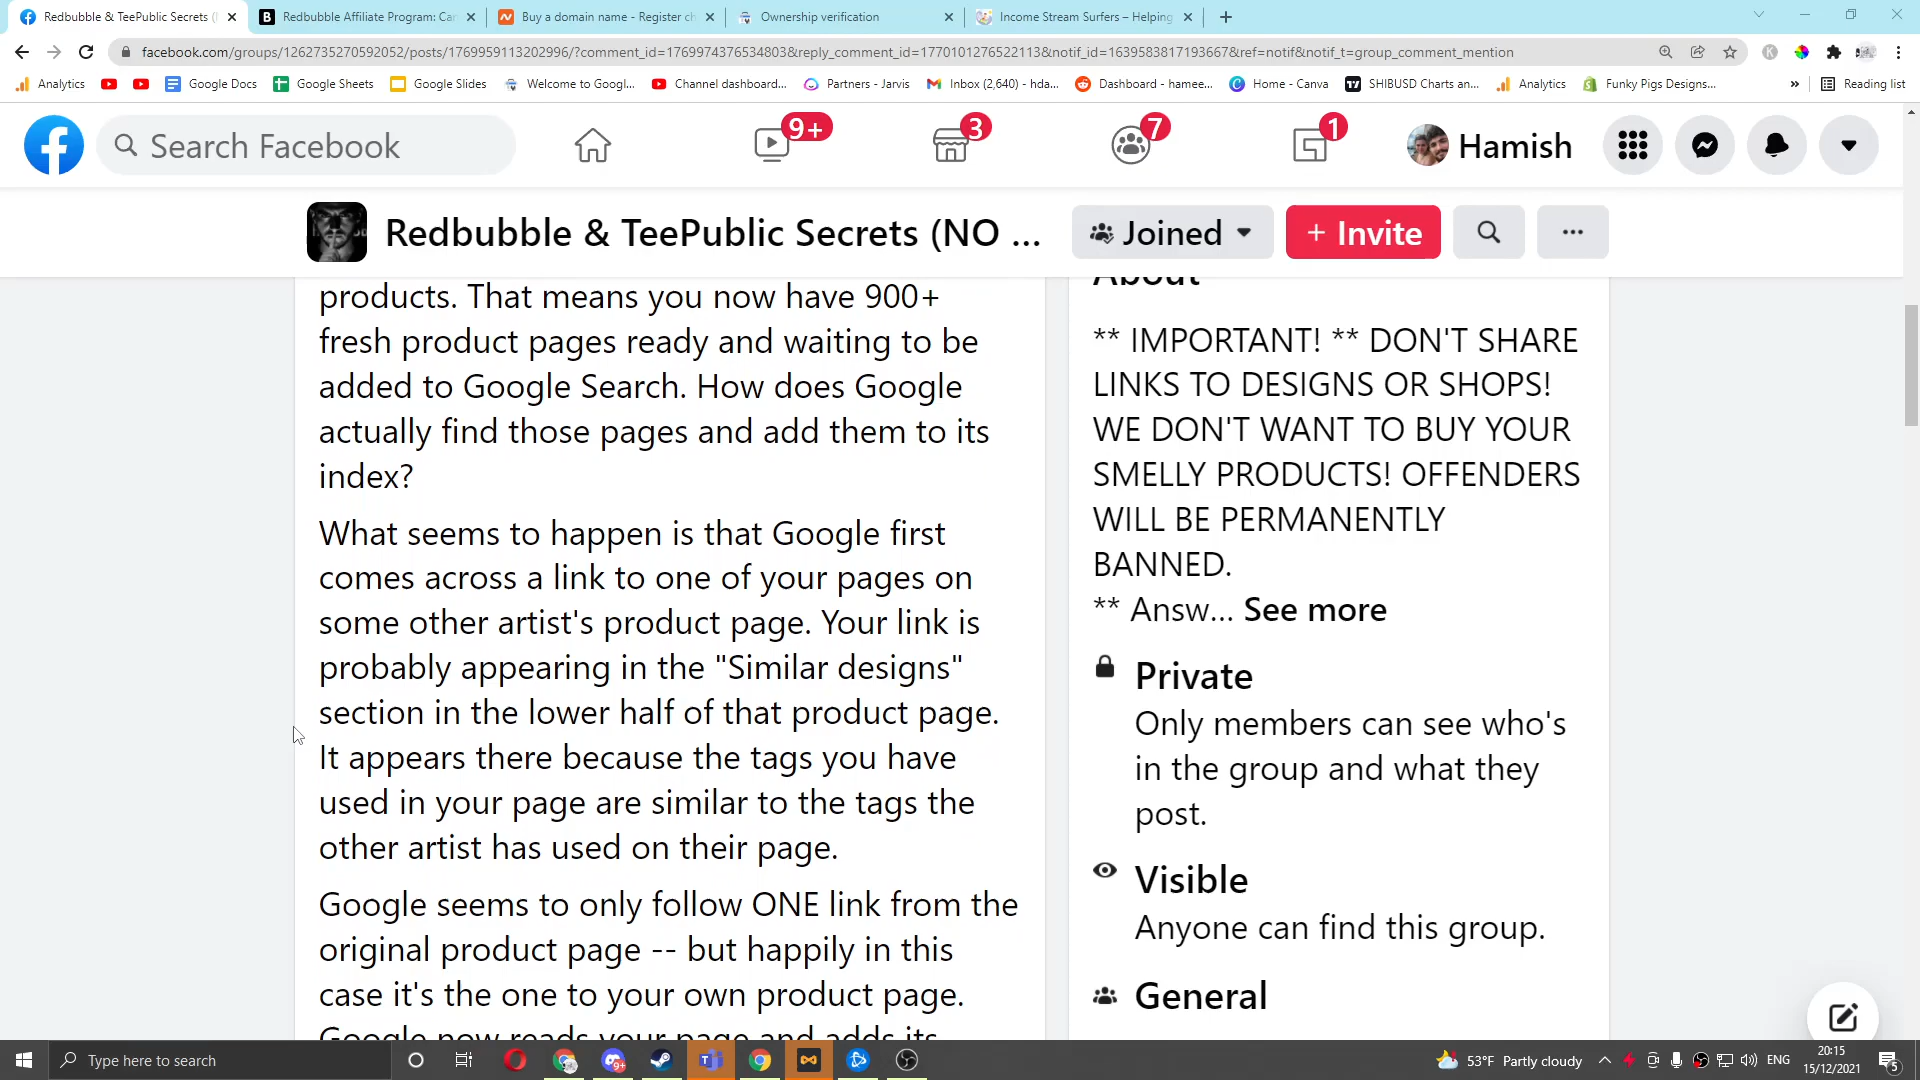 Redbubble & TeePublic Secrets (
Redbubble Affiliate Program: Car
Buy a domain name - Register ch
Ownership verification
Income Stream Surfers – Helping
facebook.com/groups/1262735270592052/posts/1769959113202996/?comment_id=1769974376534803&reply_comment_id=1770101276522113&notif_id=1639583817193667&ref=notif&notif_t=group_comment_mention
Analytics
Google Docs
Google Sheets
Google Slides
Welcome to Googl...
Channel dashboard...
Partners - Jarvis
Inbox (2,640) - hda...
Dashboard - hamee...
Home - Canva
SHIBUSD Charts an...
Analytics
Funky Pigs Designs...
»
Reading list
Search Facebook
9+
3
7
1
Hamish
Redbubble & TeePublic Secrets (NO ...
Joined
+ Invite
products. That means you now have 900+
fresh product pages ready and waiting to be
added to Google Search. How does Google
actually find those pages and add them to its
index?
What seems to happen is that Google first
comes across a link to one of your pages on
some other artist's product page. Your link is
probably appearing in the "Similar designs"
section in the lower half of that product page.
It appears there because the tags you have
used in your page are similar to the tags the
other artist has used on their page.
Google seems to only follow ONE link from the
original product page -- but happily in this
case it's the one to your own product page.
Google now reads your page and adds its
About
** IMPORTANT! ** DON'T SHARE
LINKS TO DESIGNS OR SHOPS!
WE DON'T WANT TO BUY YOUR
SMELLY PRODUCTS! OFFENDERS
WILL BE PERMANENTLY
BANNED.
** Answ... See more
Private
Only members can see who's
in the group and what they
post.
Visible
Anyone can find this group.
General
Type here to search
53°F Partly cloudy
ENG
20:15
15/12/2021
5